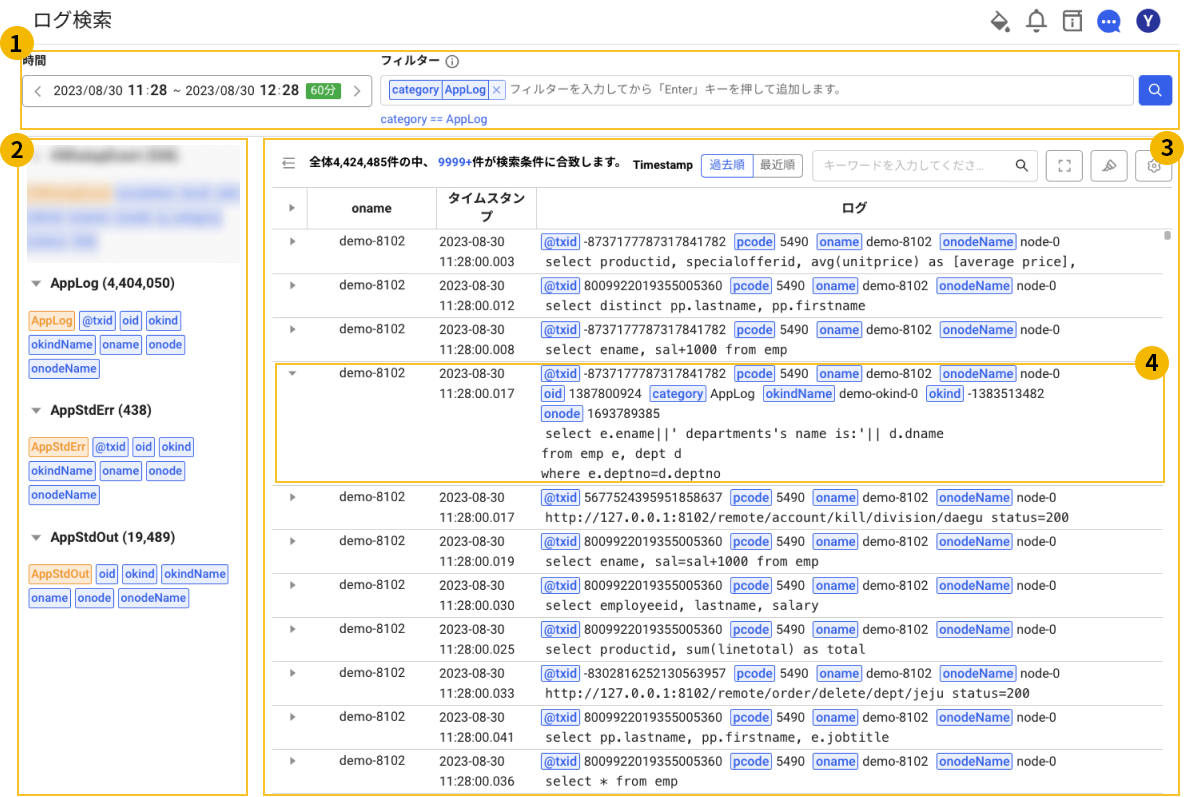 ログ検索
Y
1
時間
フィルター
2023/08/30 11:28 ~ 2023/08/30 12:28 60分
category AppLog × フィルターを入力してから「Enter」キーを押して追加します。
category == AppLog
2
3
全体4,424,485件の中、 9999+件が検索条件に合致します。 Timestamp 過去順 最近順 キーワードを入力してくださ…
AppLog (4,404,050)
AppLog @txid oid okind
okindName oname onode
onodeName
AppStdErr (438)
AppStdErr @txid oid okind
okindName oname onode
onodeName
AppStdOut (19,489)
AppStdOut oid okind okindName
oname onode onodeName
oname タイムスタンプ ログ
demo-8102 2023-08-30 @txid -8737177787317841782 pcode 5490 oname demo-8102 onodeName node-0
11:28:00.003 select productid, specialofferid, avg(unitprice) as [average price],
demo-8102 2023-08-30 @txid 8009922019355005360 pcode 5490 oname demo-8102 onodeName node-0
11:28:00.012 select distinct pp.lastname, pp.firstname
demo-8102 2023-08-30 @txid -8737177787317841782 pcode 5490 oname demo-8102 onodeName node-0
11:28:00.008 select ename, sal+1000 from emp
4
demo-8102 2023-08-30 @txid -8737177787317841782 pcode 5490 oname demo-8102 onodeName node-0
11:28:00.017 oid 1387800924 category AppLog okindName demo-okind-0 okind -1383513482
onode 1693789385
select e.ename||' departments's name is:'|| d.dname
from emp e, dept d
where e.deptno=d.deptno
demo-8102 2023-08-30 @txid 5677524395951858637 pcode 5490 oname demo-8102 onodeName node-0
11:28:00.017 http://127.0.0.1:8102/remote/account/kill/division/daegu status=200
demo-8102 2023-08-30 @txid 8009922019355005360 pcode 5490 oname demo-8102 onodeName node-0
11:28:00.019 select ename, sal=sal+1000 from emp
demo-8102 2023-08-30 @txid 8009922019355005360 pcode 5490 oname demo-8102 onodeName node-0
11:28:00.030 select employeeid, lastname, salary
demo-8102 2023-08-30 @txid 8009922019355005360 pcode 5490 oname demo-8102 onodeName node-0
11:28:00.025 select productid, sum(linetotal) as total
demo-8102 2023-08-30 @txid -8302816252130563957 pcode 5490 oname demo-8102 onodeName node-0
11:28:00.033 http://127.0.0.1:8102/remote/order/delete/dept/jeju status=200
demo-8102 2023-08-30 @txid 8009922019355005360 pcode 5490 oname demo-8102 onodeName node-0
11:28:00.041 select pp.lastname, pp.firstname, e.jobtitle
demo-8102 2023-08-30 @txid 8009922019355005360 pcode 5490 oname demo-8102 onodeName node-0
11:28:00.036 select * from emp